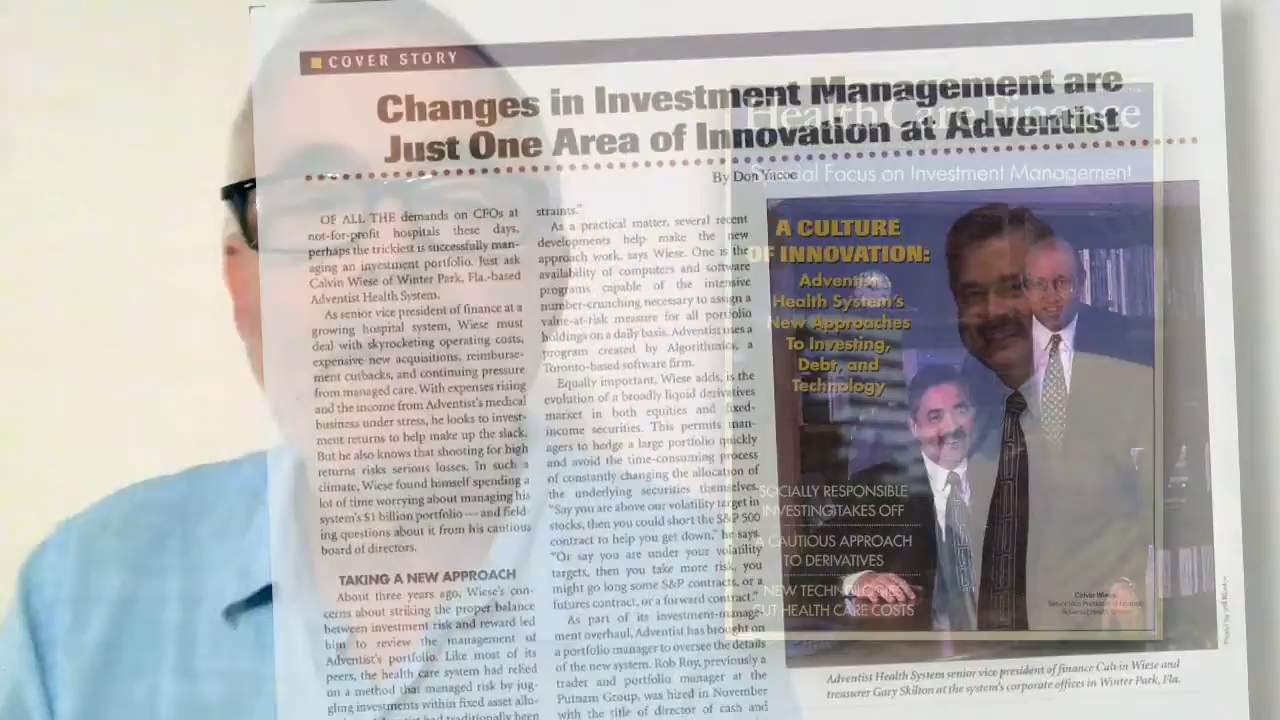 COVER STORY
Changes in Investment Management are
Just One Area of Innovation at Adventist
By Don Yacoe
OF ALL THE demands on CFOs at
not-for-profit hospitals these days,
perhaps the trickiest is successfully man-
aging an investment portfolio. Just ask
Calvin Wiese of Winter Park, Fla.-based
Adventist Health System.
As senior vice president of finance at a
growing hospital system, Wiese must
deal with skyrocketing operating costs,
expensive new acquisitions, reimburse-
ment cutbacks, and continuing pressure
from managed care. With expenses rising
and the income from Adventist's medical
business under stress, he looks to invest-
ment returns to help make up the slack.
But he also knows that shooting for high
returns risks serious losses. In such a
climate, Wiese found himself spending a
lot of time worrying about managing his
system's $1 billion portfolio — and field-
ing questions about it from his cautious
board of directors.
TAKING A NEW APPROACH
About three years ago, Wiese's con-
cerns about striking the proper balance
between investment risk and reward led
him to review the management of
Adventist's portfolio. Like most of its
peers, the health care system had relied
on a method that managed risk by jug-
gling investments within fixed asset allo-
had traditionally been
straints."
As a practical matter, several recent
developments help make the new
approach work, says Wiese. One is the
availability of computers and software
programs capable of the intensive
number-crunching necessary to assign a
value-at-risk measure for all portfolio
holdings on a daily basis. Adventist uses a
program created by Algorithmics, a
Toronto-based software firm.
Equally important, Wiese adds, is the
evolution of a broadly liquid derivatives
market in both equities and fixed-
income securities. This permits man-
agers to hedge a large portfolio quickly
and avoid the time-consuming process
of constantly changing the allocation of
the underlying securities themselves.
"Say you are above our volatility target in
stocks, then you could short the S&P 500
contract to help you get down," he says.
"Or say you are under your volatility
targets, then you take more risk, you
might go long some S&P contracts, or a
futures contract, or a forward contract."
As part of its investment-manage-
ment overhaul, Adventist has brought on
a portfolio manager to oversee the details
of the new system. Rob Roy, previously a
trader and portfolio manager at the
Putnam Group, was hired in November
with the title of director of cash and
HealthCare Finance
Special Focus on Investment Management
A CULTURE
OF INNOVATION:
Adventist
Health System's
New Approaches
To Investing,
Debt, and
Technology
SOCIALLY RESPONSIBLE
INVESTING TAKES OFF
A CAUTIOUS APPROACH
TO DERIVATIVES
NEW TECHNOLOGIES
CUT HEALTH CARE COSTS
Calvin Wiese
Senior Vice President of Finance
Adventist Health System
Adventist Health System senior vice president of finance Calvin Wiese and
treasurer Gary Skilton at the system's corporate offices in Winter Park, Fla.